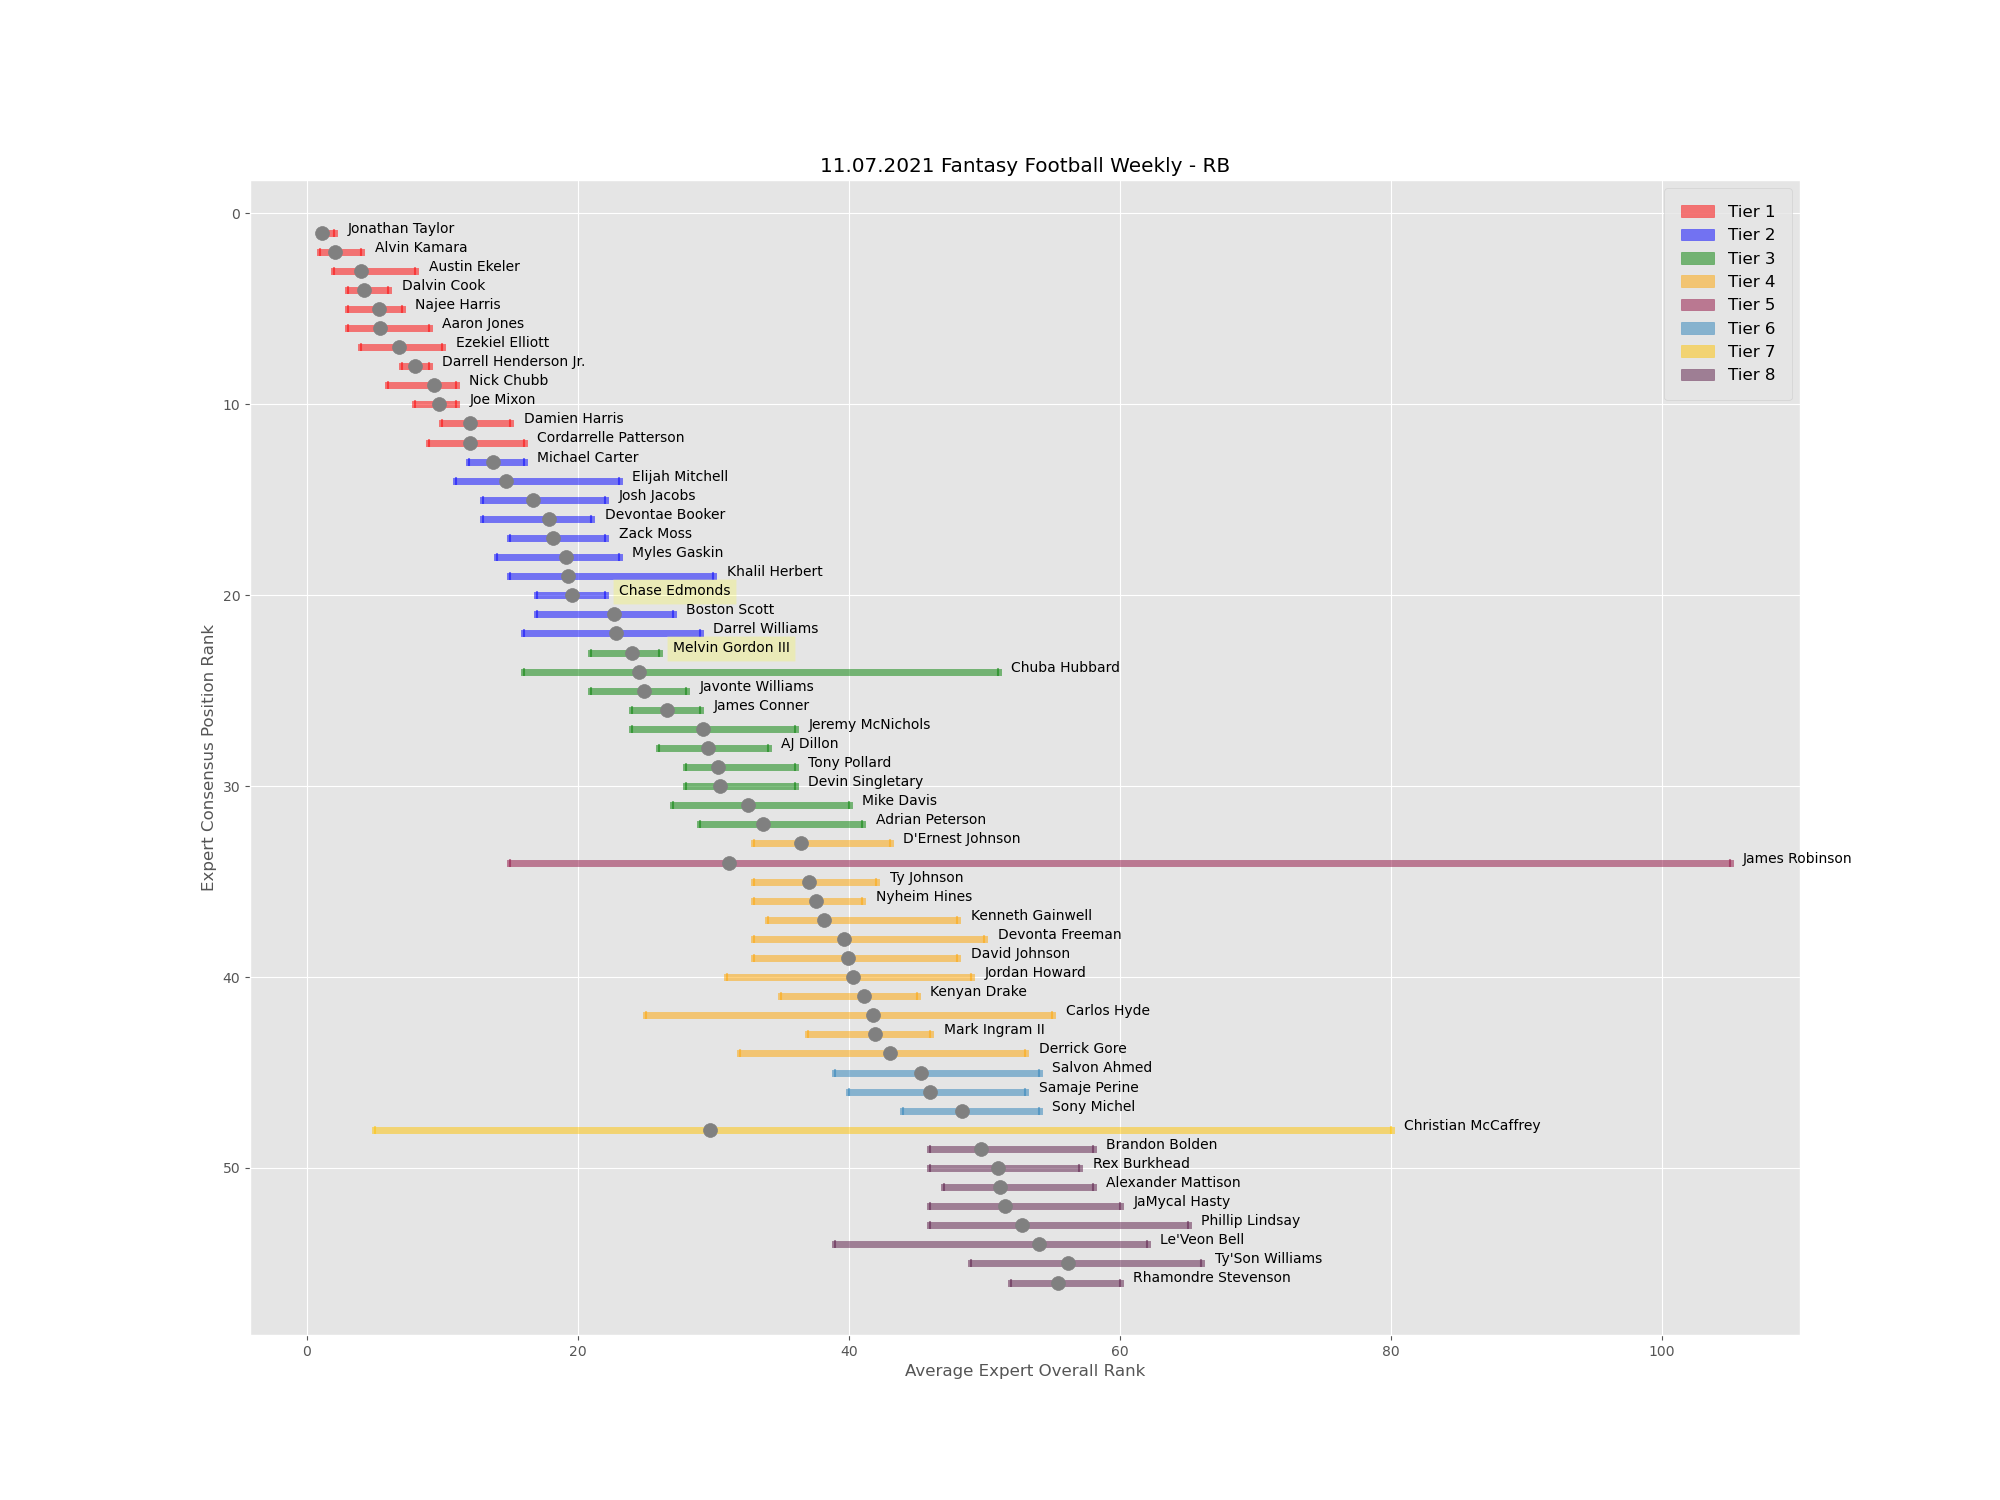 11.07.2021 Fantasy Football Weekly - RB
Tier 1
Tier 2
Tier 3
Tier 4
Tier 5
Tier 6
Tier 7
Tier 8
Expert Consensus Position Rank
0
10
20
30
40
50
Jonathan Taylor
Alvin Kamara
Austin Ekeler
Dalvin Cook
Najee Harris
Aaron Jones
Ezekiel Elliott
Darrell Henderson Jr.
Nick Chubb
Joe Mixon
Damien Harris
Cordarrelle Patterson
Michael Carter
Elijah Mitchell
Josh Jacobs
Devontae Booker
Zack Moss
Myles Gaskin
Khalil Herbert
Chase Edmonds
Boston Scott
Darrel Williams
Melvin Gordon III
Chuba Hubbard
Javonte Williams
James Conner
Jeremy McNichols
AJ Dillon
Tony Pollard
Devin Singletary
Mike Davis
Adrian Peterson
D'Ernest Johnson
James Robinson
Ty Johnson
Nyheim Hines
Kenneth Gainwell
Devonta Freeman
David Johnson
Jordan Howard
Kenyan Drake
Carlos Hyde
Mark Ingram II
Derrick Gore
Salvon Ahmed
Samaje Perine
Sony Michel
Christian McCaffrey
Brandon Bolden
Rex Burkhead
Alexander Mattison
JaMycal Hasty
Phillip Lindsay
Le'Veon Bell
Ty'Son Williams
Rhamondre Stevenson
0
20
40
60
80
100
Average Expert Overall Rank